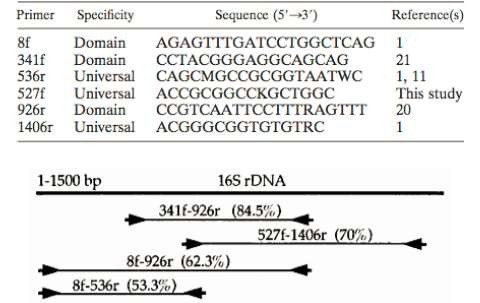 Primer Specificity Sequence (5′→3′) Reference(s)
8f Domain AGAGTTTGATCCTGGCTCAG 1
341f Domain CCTACGGGAGGCAGCAG 21
536r Universal CAGCMGCCGCGGTAATWC 1, 11
527f Universal ACCGCGGCCKGCTGGC This study
926r Domain CCGTCAATTCCTTTRAGTTT 20
1406r Universal ACGGGCGGTGTGTRC 1
1-1500 bp 16S rDNA
341f-926r (84.5%)
527f-1406r (70%)
8f-926r (62.3%)
8f-536r (53.3%)